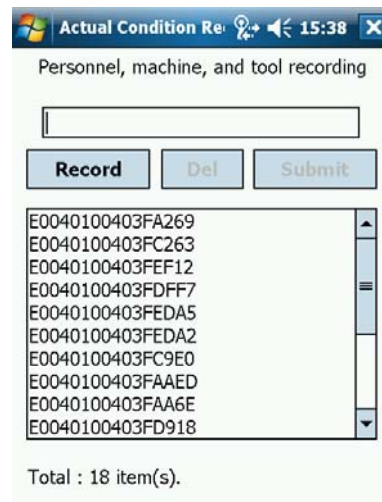 Actual Condition Re 15:38
Personnel, machine, and tool recording
Record Del Submit
E0040100403FA269
E0040100403FC263
E0040100403FEF12
E0040100403FDFF7
E0040100403FEDA5
E0040100403FEDA2
E0040100403FC9E0
E0040100403FAAED
E0040100403FAA6E
E0040100403FD918
Total : 18 item(s).